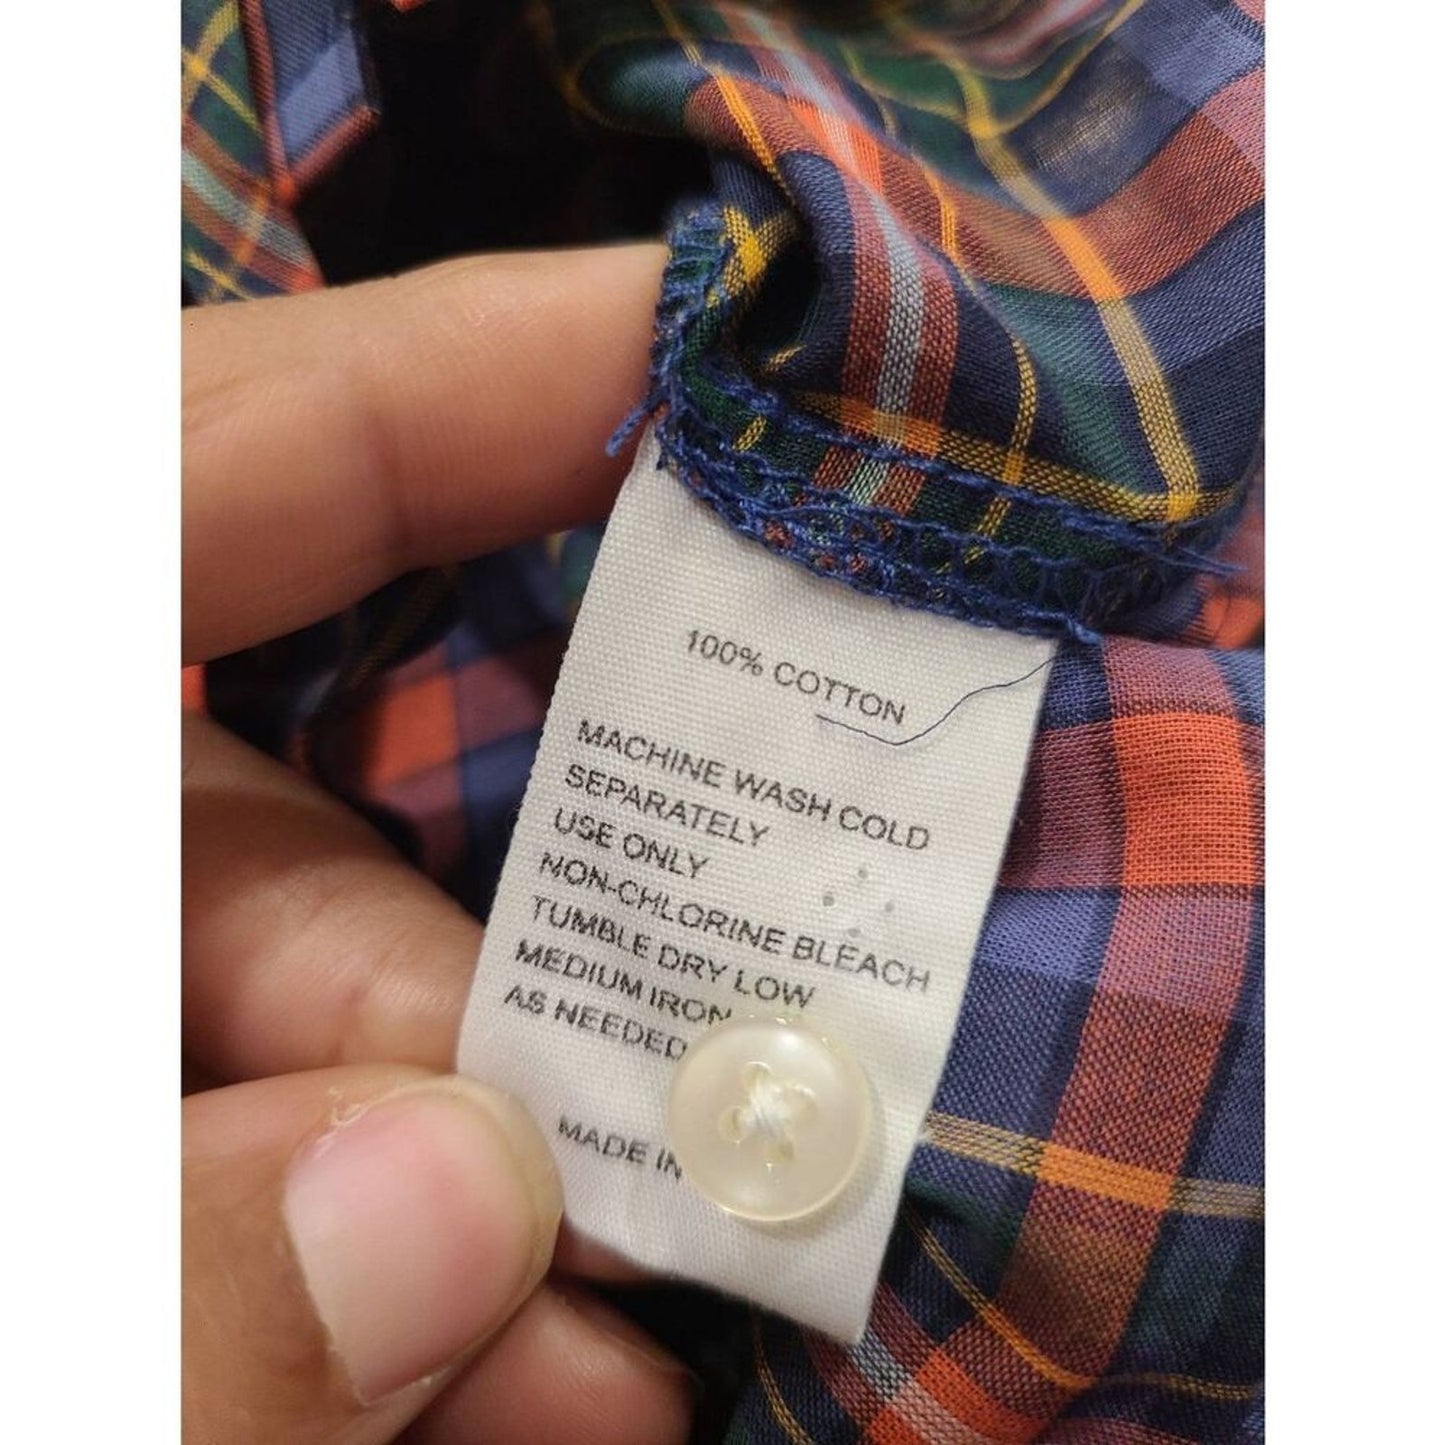 100% COTTON
MACHINE WASH COLD
SEPARATELY
USE ONLY
NON-CHLORINE BLEACH
TUMBLE DRY LOW
MEDIUM IRON
AS NEEDED
MADE IN